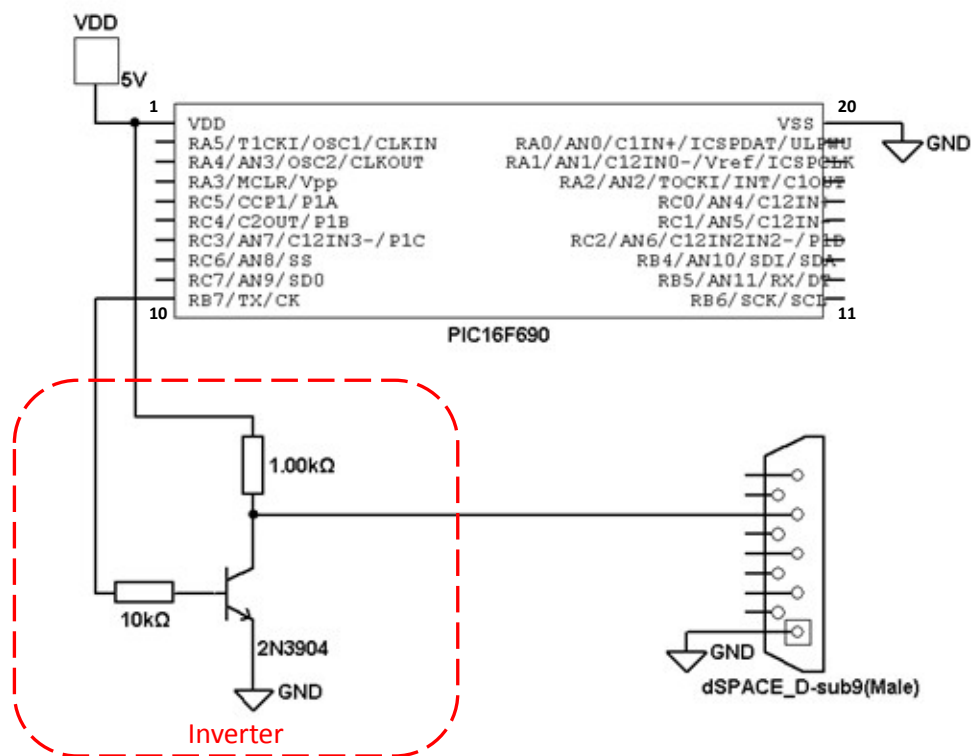 VDD
5V
1
20
VDD
VSS
GND
RA5/T1CKI/OSC1/CLKIN
RA0/AN0/C1IN+/ICSPDAT/ULPWU
RA4/AN3/OSC2/CLKOUT
RA1/AN1/C12IN0-/Vref/ICSPCLK
RA3/MCLR/Vpp
RA2/AN2/TOCKI/INT/C1OUT
RC5/CCP1/P1A
RC0/AN4/C12IN+
RC4/C2OUT/P1B
RC1/AN5/C12IN-
RC3/AN7/C12IN3-/P1C
RC2/AN6/C12IN2IN2-/P1D
RC6/AN8/SS
RB4/AN10/SDI/SDA
RC7/AN9/SD0
RB5/AN11/RX/DT
RB7/TX/CK
RB6/SCK/SCL
10
11
PIC16F690
1.00kΩ
10kΩ
2N3904
GND
GND
dSPACE_D-sub9(Male)
Inverter